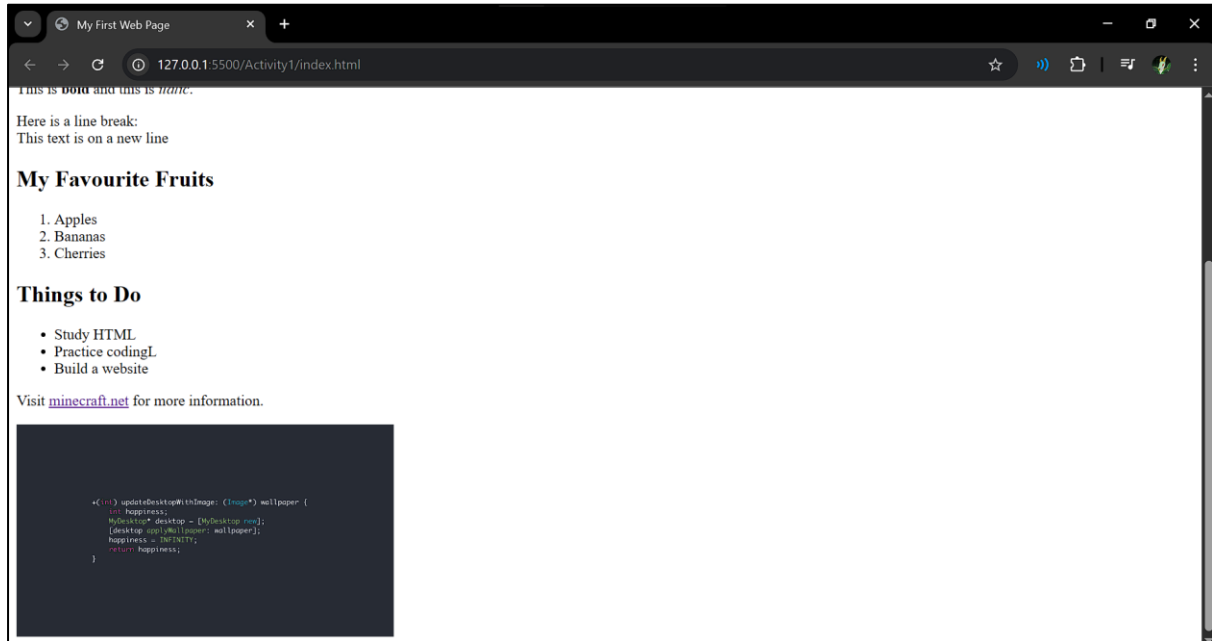 My First Web Page
127.0.0.1:5500/Activity1/index.html
This is bold and this is italic.
Here is a line break:
This text is on a new line
My Favourite Fruits
1. Apples
2. Bananas
3. Cherries
Things to Do
• Study HTML
• Practice codingL
• Build a website
Visit minecraft.net for more information.
+(int) updateDesktopWithImage: (Image*) wallpaper {
int happiness;
MyDesktop* desktop = [MyDesktop new];
[desktop applyWallpaper: wallpaper];
happiness = INFINITY;
return happiness;
}